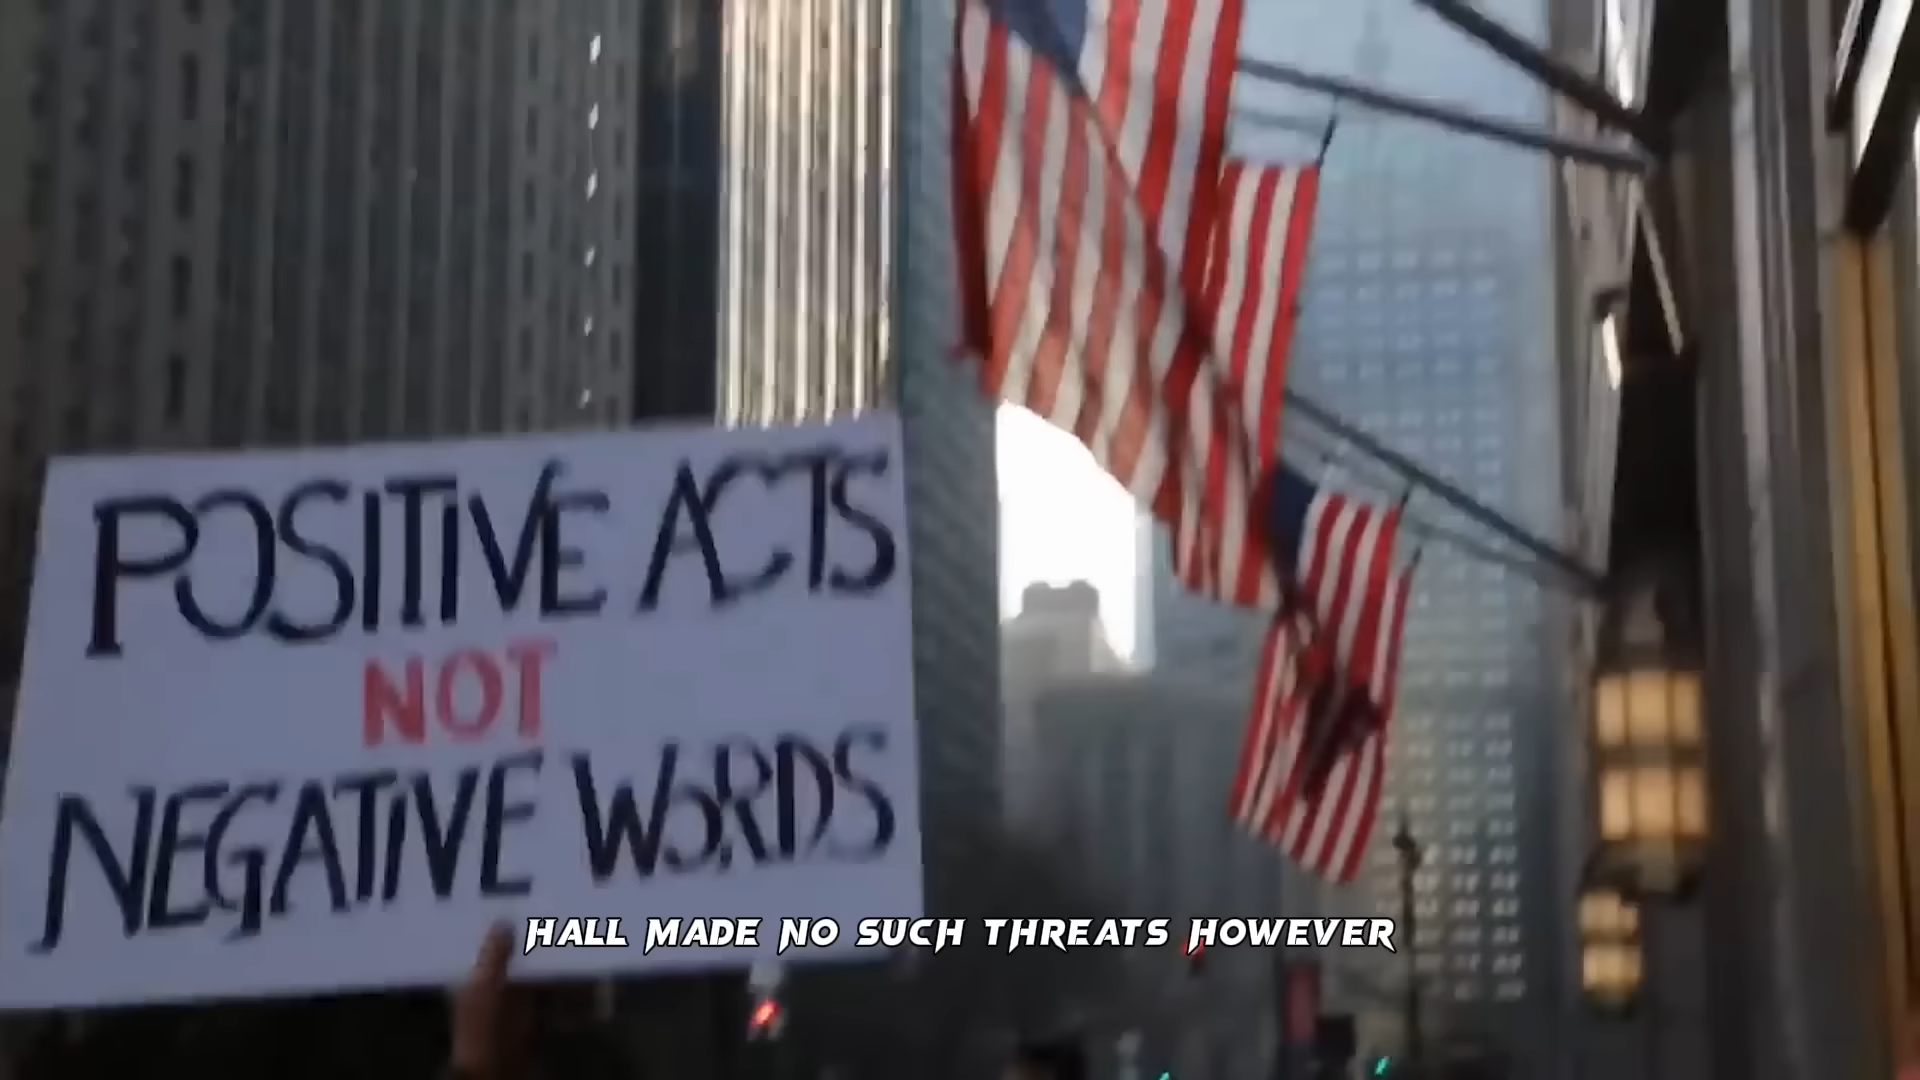 POSITIVE ACTS
NOT
NEGATIVE WORDS
HALL MADE NO SUCH THREATS HOWEVER